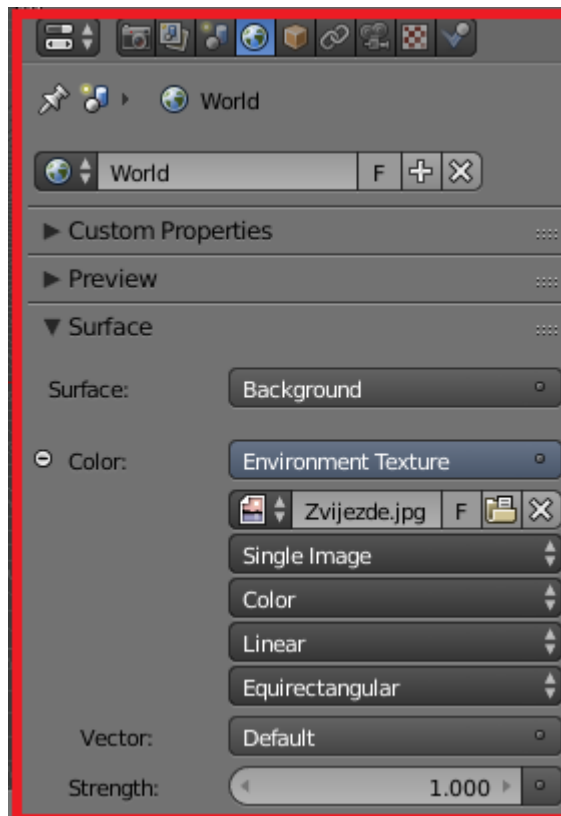 World
World F
Custom Properties
Preview
Surface
Surface: Background
Color: Environment Texture
Zvijezde.jpg F
Single Image
Color
Linear
Equirectangular
Vector: Default
Strength: 1.000